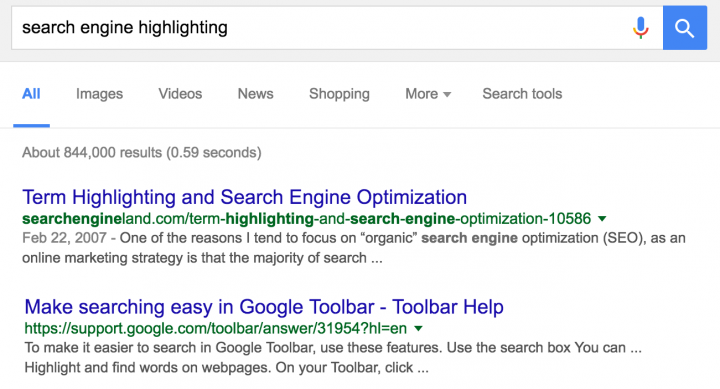 search engine highlighting
All Images Videos News Shopping More Search tools
About 844,000 results (0.59 seconds)
Term Highlighting and Search Engine Optimization
searchengineland.com/term-highlighting-and-search-engine-optimization-10586
Feb 22, 2007 - One of the reasons I tend to focus on “organic” search engine optimization (SEO), as an
online marketing strategy is that the majority of search ...
Make searching easy in Google Toolbar - Toolbar Help
https://support.google.com/toolbar/answer/31954?hl=en
To make it easier to search in Google Toolbar, use these features. Use the search box You can ...
Highlight and find words on webpages. On your Toolbar, click ...